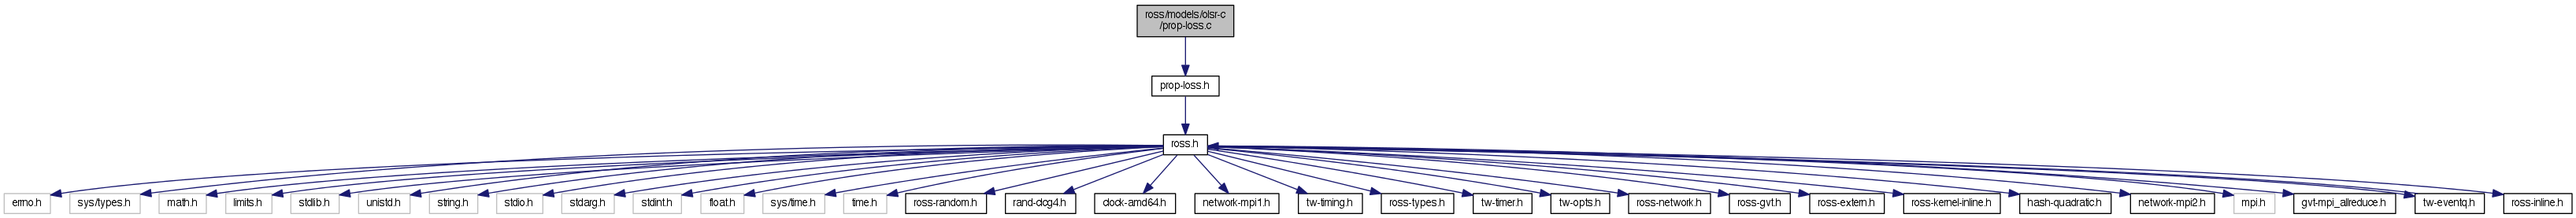 ross/models/olsr-c
/prop-loss.c
prop-loss.h
ross.h
errno.h
sys/types.h
math.h
limits.h
stdlib.h
unistd.h
string.h
stdio.h
stdarg.h
stdint.h
float.h
sys/time.h
time.h
ross-random.h
rand-clcg4.h
clock-amd64.h
network-mpi1.h
tw-timing.h
ross-types.h
tw-timer.h
tw-opts.h
ross-network.h
ross-gvt.h
ross-extern.h
ross-kernel-inline.h
hash-quadratic.h
network-mpi2.h
mpi.h
gvt-mpi_allreduce.h
tw-eventq.h
ross-inline.h